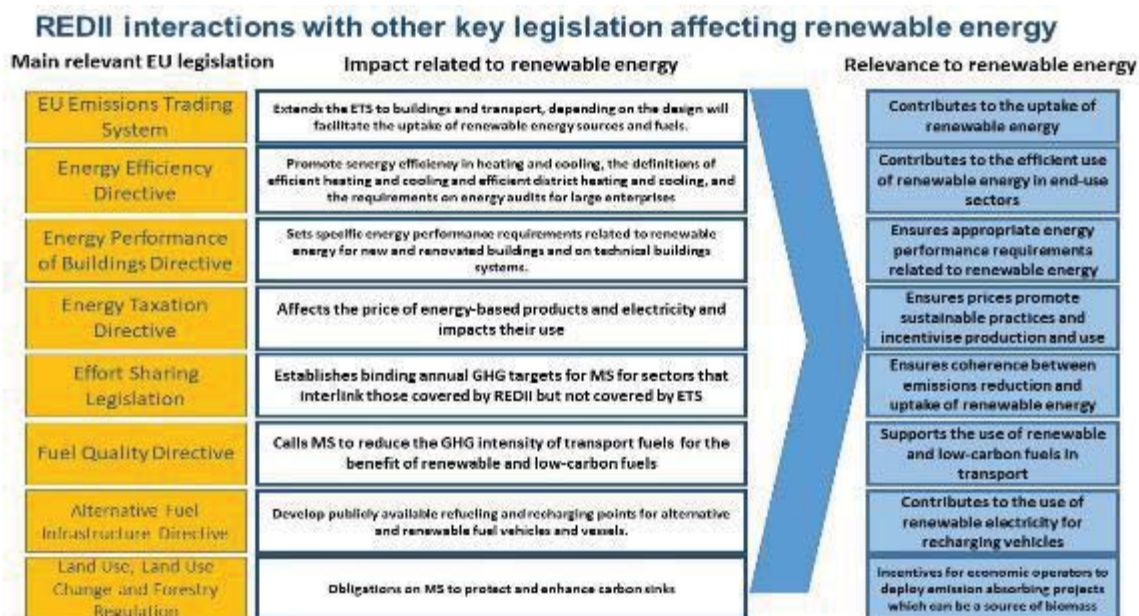 REDII interactions with other key legislation affecting renewable energy
Main relevant EU legislation
Impact related to renewable energy
Relevance to renewable energy
EU Emissions Trading
System
Extends the ETS to buildings and transport, depending on the design will
facilitate the uptake of renewable energy sources and fuels.
Contributes to the uptake of
renewable energy
Energy Efficiency
Directive
Promote senergy efficiency in heating and cooling, the definitions of
efficient heating and cooling and efficient district heating and cooling, and
the requirements on energy audits for large enterprises
Contributes to the efficient use
of renewable energy in end-use
sectors
Energy Performance
of Buildings Directive
Sets specific energy performance requirements related to renewable
energy for new and renovated buildings and on technical buildings
systems.
Ensures appropriate energy
performance requirements
related to renewable energy
Energy Taxation
Directive
Affects the price of energy-based products and electricity and
impacts their use
Ensures prices promote
sustainable practices and
incentivise production and use
Effort Sharing
Legislation
Establishes binding annual GHG targets for MS for sectors that
interlink those covered by REDII but not covered by ETS
Ensures coherence between
emissions reduction and
uptake of renewable energy
Fuel Quality Directive
Calls MS to reduce the GHG intensity of transport fuels for the
benefit of renewable and low-carbon fuels
Supports the use of renewable
and low-carbon fuels in
transport
Alternative Fuel
Infrastructure Directive
Develop publicly available refueling and recharging points for alternative
and renewable fuel vehicles and vessels.
Contributes to the use of
renewable electricity for
recharging vehicles
Land Use, Land Use
Change and Forestry
Regulation
Obligations on MS to protect and enhance carbon sinks
Incentives for economic operators to
deploy emission absorbing projects
which can be a source of biomass